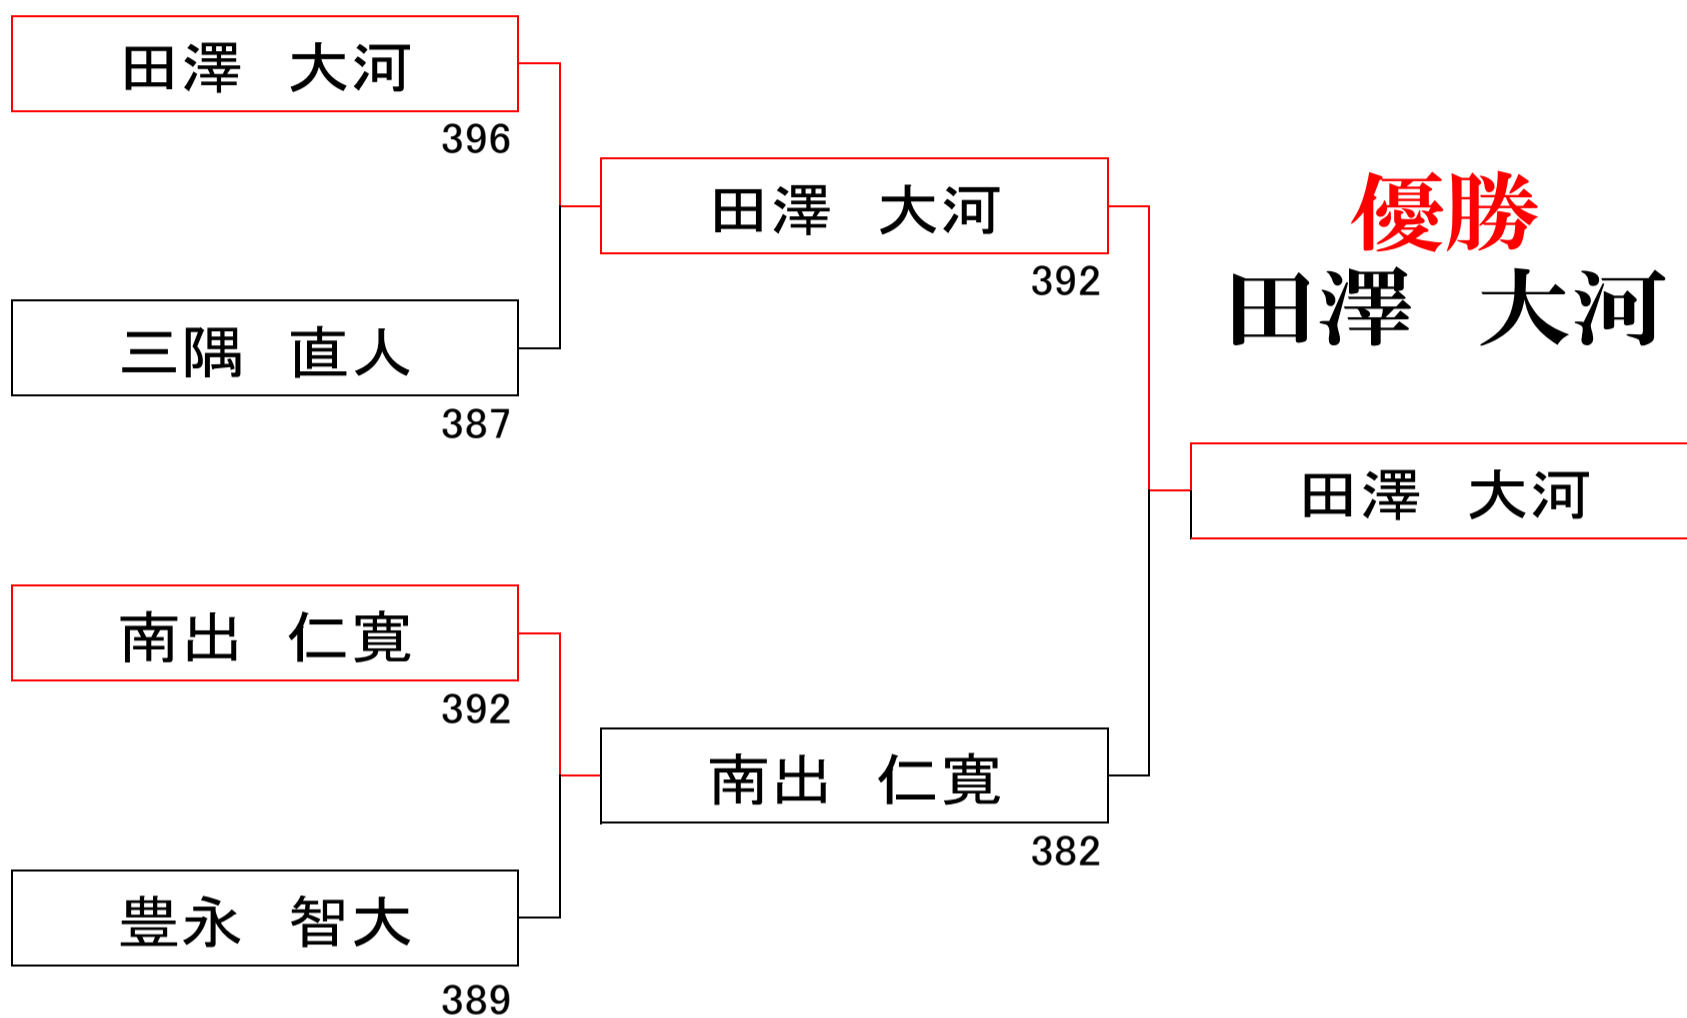 田澤　大河
396
三隅　直人
387
南出　仁寛
392
豊永　智大
389
田澤　大河
392
南出　仁寛
382
優勝
田澤　大河
田澤　大河